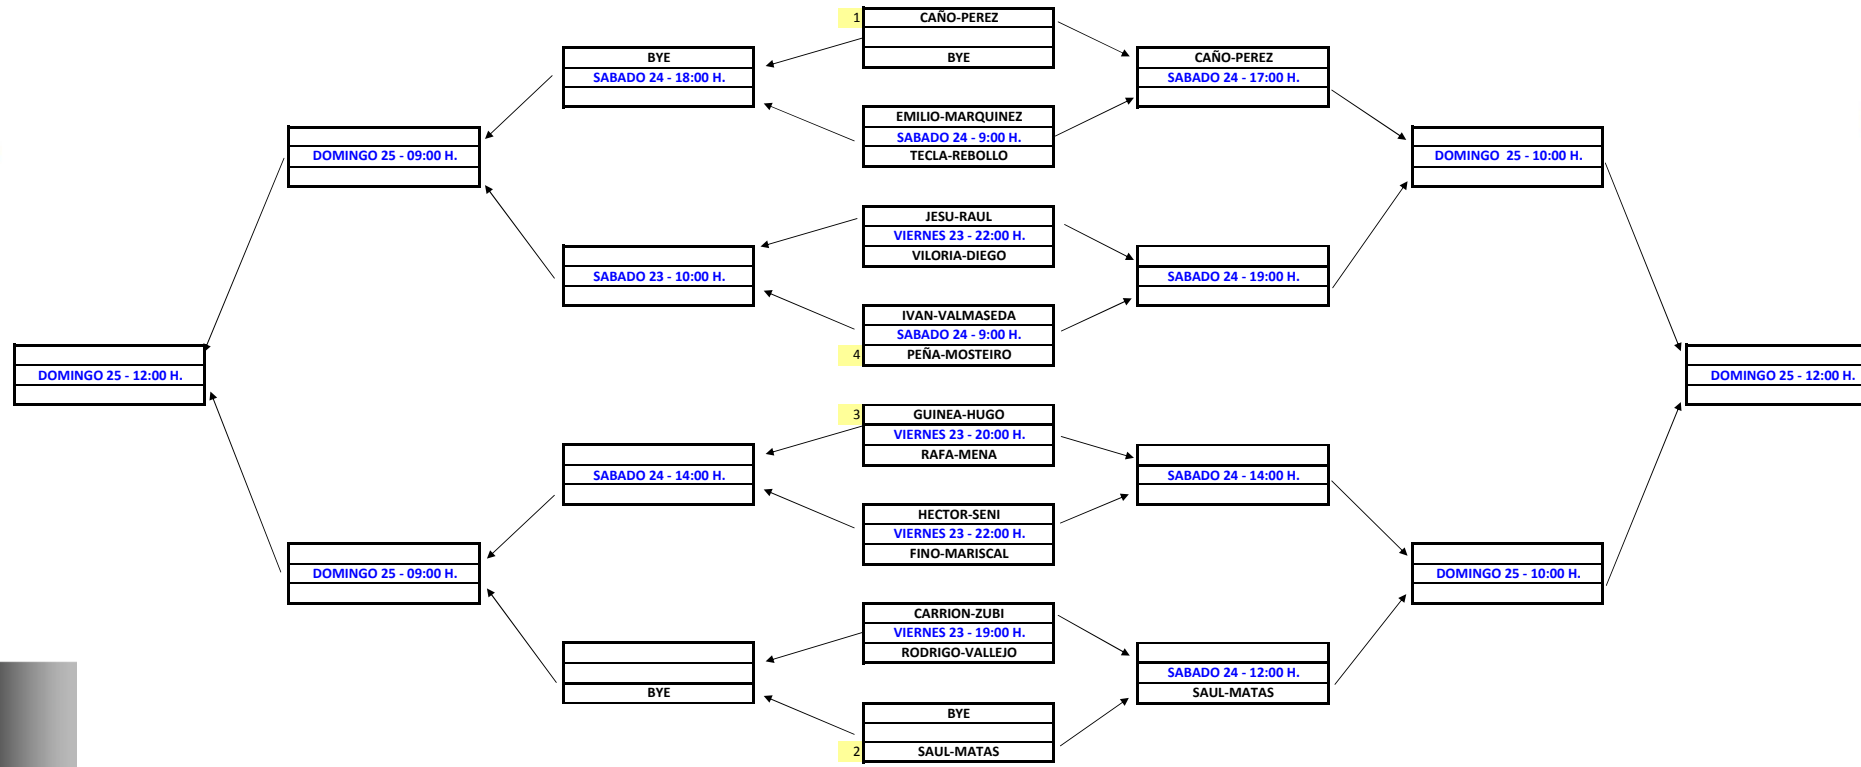 1 CAÑO-PEREZ
BYE
BYE
SABADO 24 - 18:00 H.
CAÑO-PEREZ
SABADO 24 - 17:00 H.
EMILIO-MARQUINEZ
SABADO 24 - 9:00 H.
TECLA-REBOLLO
DOMINGO 25 - 09:00 H.
DOMINGO 25 - 10:00 H.
JESU-RAUL
VIERNES 23 - 22:00 H.
VILORIA-DIEGO
SABADO 23 - 10:00 H.
SABADO 24 - 19:00 H.
IVAN-VALMASEDA
SABADO 24 - 9:00 H.
4 PEÑA-MOSTEIRO
DOMINGO 25 - 12:00 H.
DOMINGO 25 - 12:00 H.
3 GUINEA-HUGO
VIERNES 23 - 20:00 H.
RAFA-MENA
SABADO 24 - 14:00 H.
SABADO 24 - 14:00 H.
HECTOR-SENI
VIERNES 23 - 22:00 H.
FINO-MARISCAL
DOMINGO 25 - 09:00 H.
DOMINGO 25 - 10:00 H.
CARRION-ZUBI
VIERNES 23 - 19:00 H.
RODRIGO-VALLEJO
BYE
SABADO 24 - 12:00 H.
SAUL-MATAS
BYE
2 SAUL-MATAS